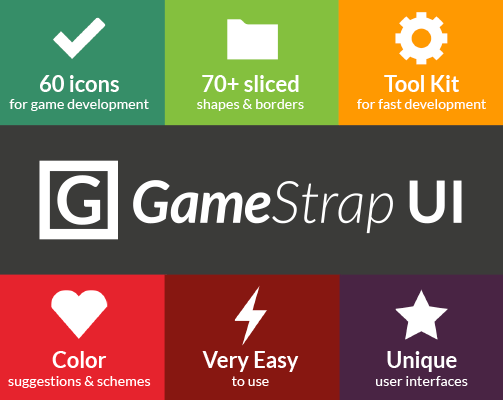 60 icons
for game development
70+ sliced
shapes & borders
Tool Kit
for fast development
G GameStrap UI
Color
suggestions & schemes
Very Easy
to use
Unique
user interfaces